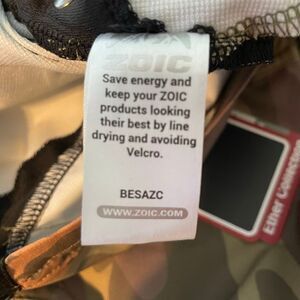 ZOIC
Save energy and
keep your ZOIC
products looking
their best by line
drying and avoiding
Velcro.
BESAZC
WWW.ZOIC.COM
Ether Connection